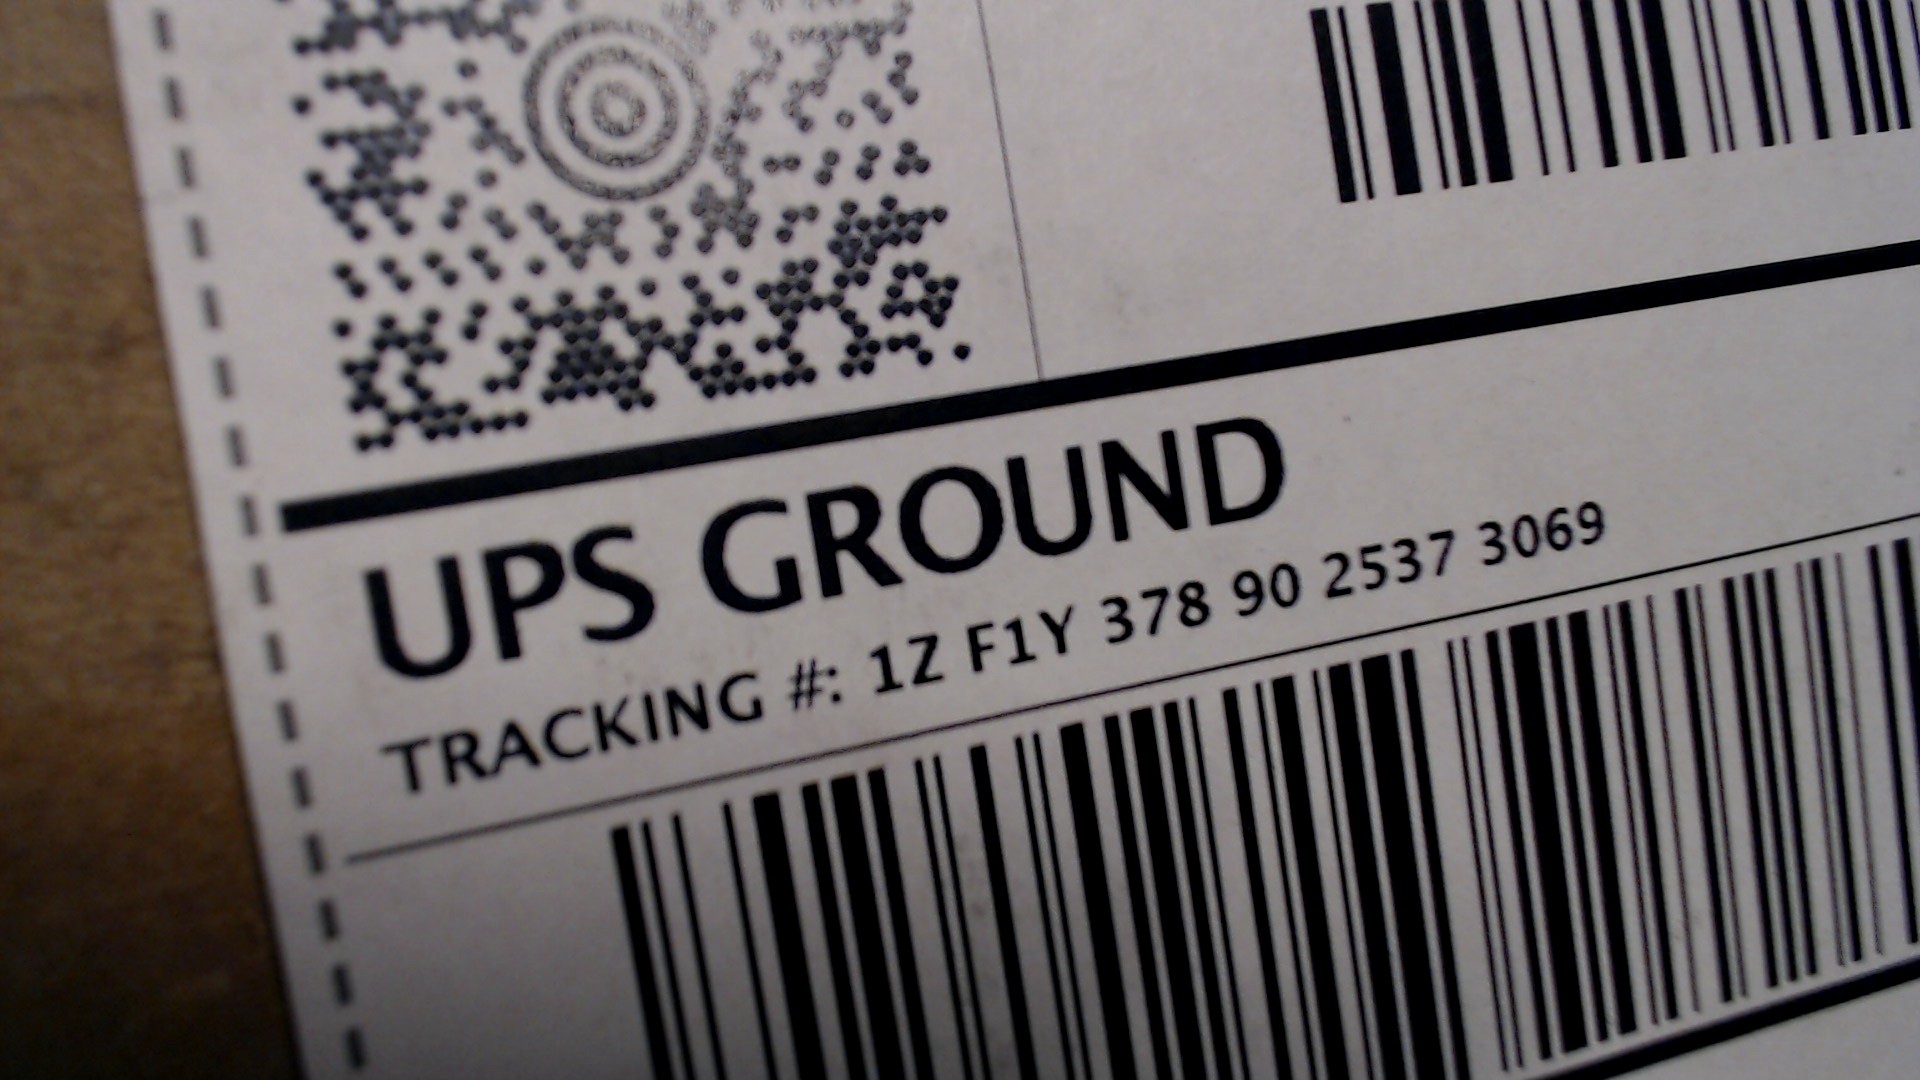 UPS GROUND
TRACKING #: 1Z F1Y 378 90 2537 3069